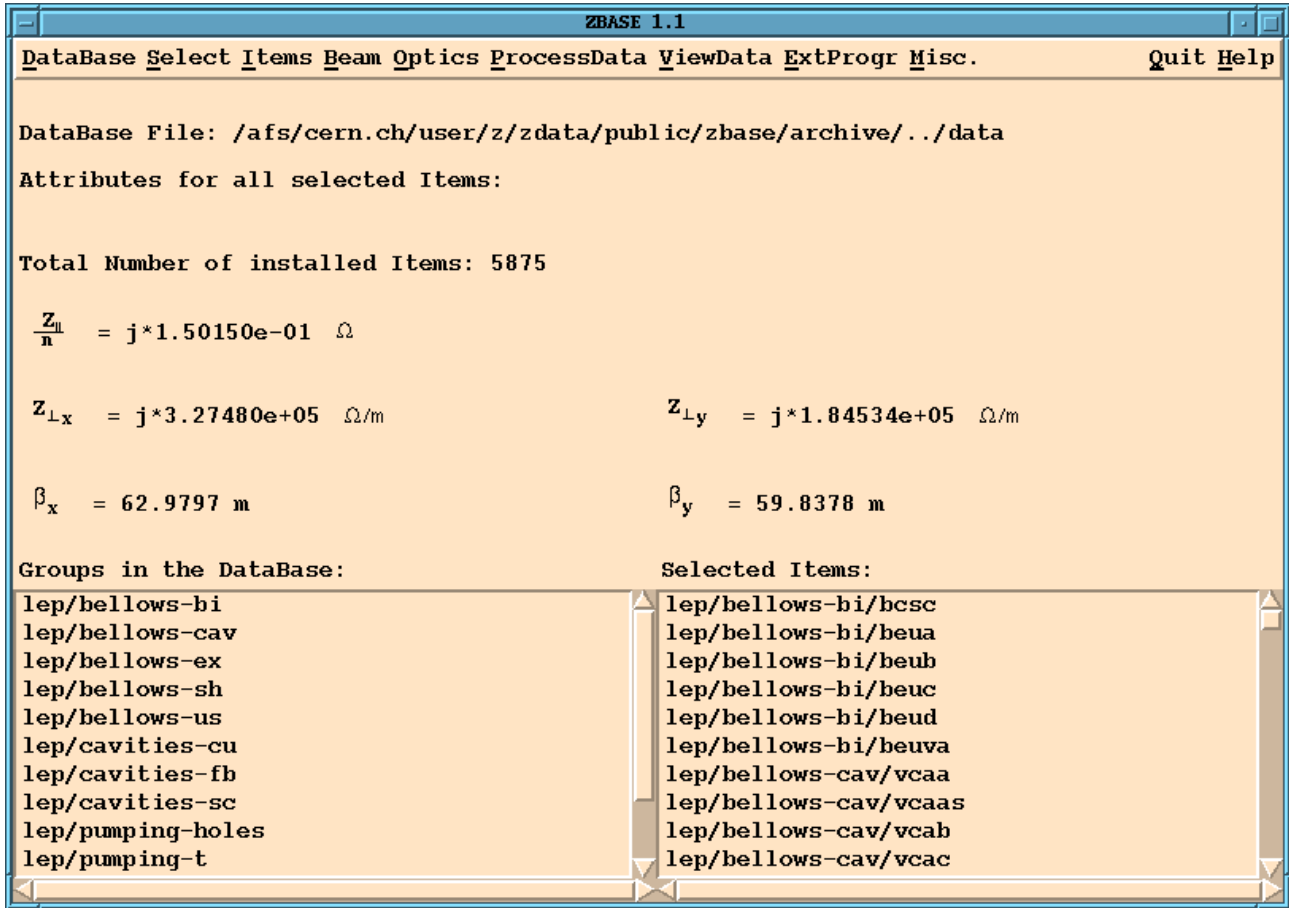 ZBASE 1.1
DataBase Select Items Beam Optics ProcessData ViewData ExtProgr Misc. Quit Help
DataBase File: /afs/cern.ch/user/z/zdata/public/zbase/archive/../data
Attributes for all selected Items:
Total Number of installed Items: 5875
Z||/n = j*1.50150e-01 Ω
Z⊥x = j*3.27480e+05 Ω/m
Z⊥y = j*1.84534e+05 Ω/m
βx = 62.9797 m
βy = 59.8378 m
Groups in the DataBase:
lep/bellows-bi
lep/bellows-cav
lep/bellows-ex
lep/bellows-sh
lep/bellows-us
lep/cavities-cu
lep/cavities-fb
lep/cavities-sc
lep/pumping-holes
lep/pumping-t
Selected Items:
lep/bellows-bi/bcsc
lep/bellows-bi/beua
lep/bellows-bi/beub
lep/bellows-bi/beuc
lep/bellows-bi/beud
lep/bellows-bi/beuva
lep/bellows-cav/vcaa
lep/bellows-cav/vcaas
lep/bellows-cav/vcab
lep/bellows-cav/vcac